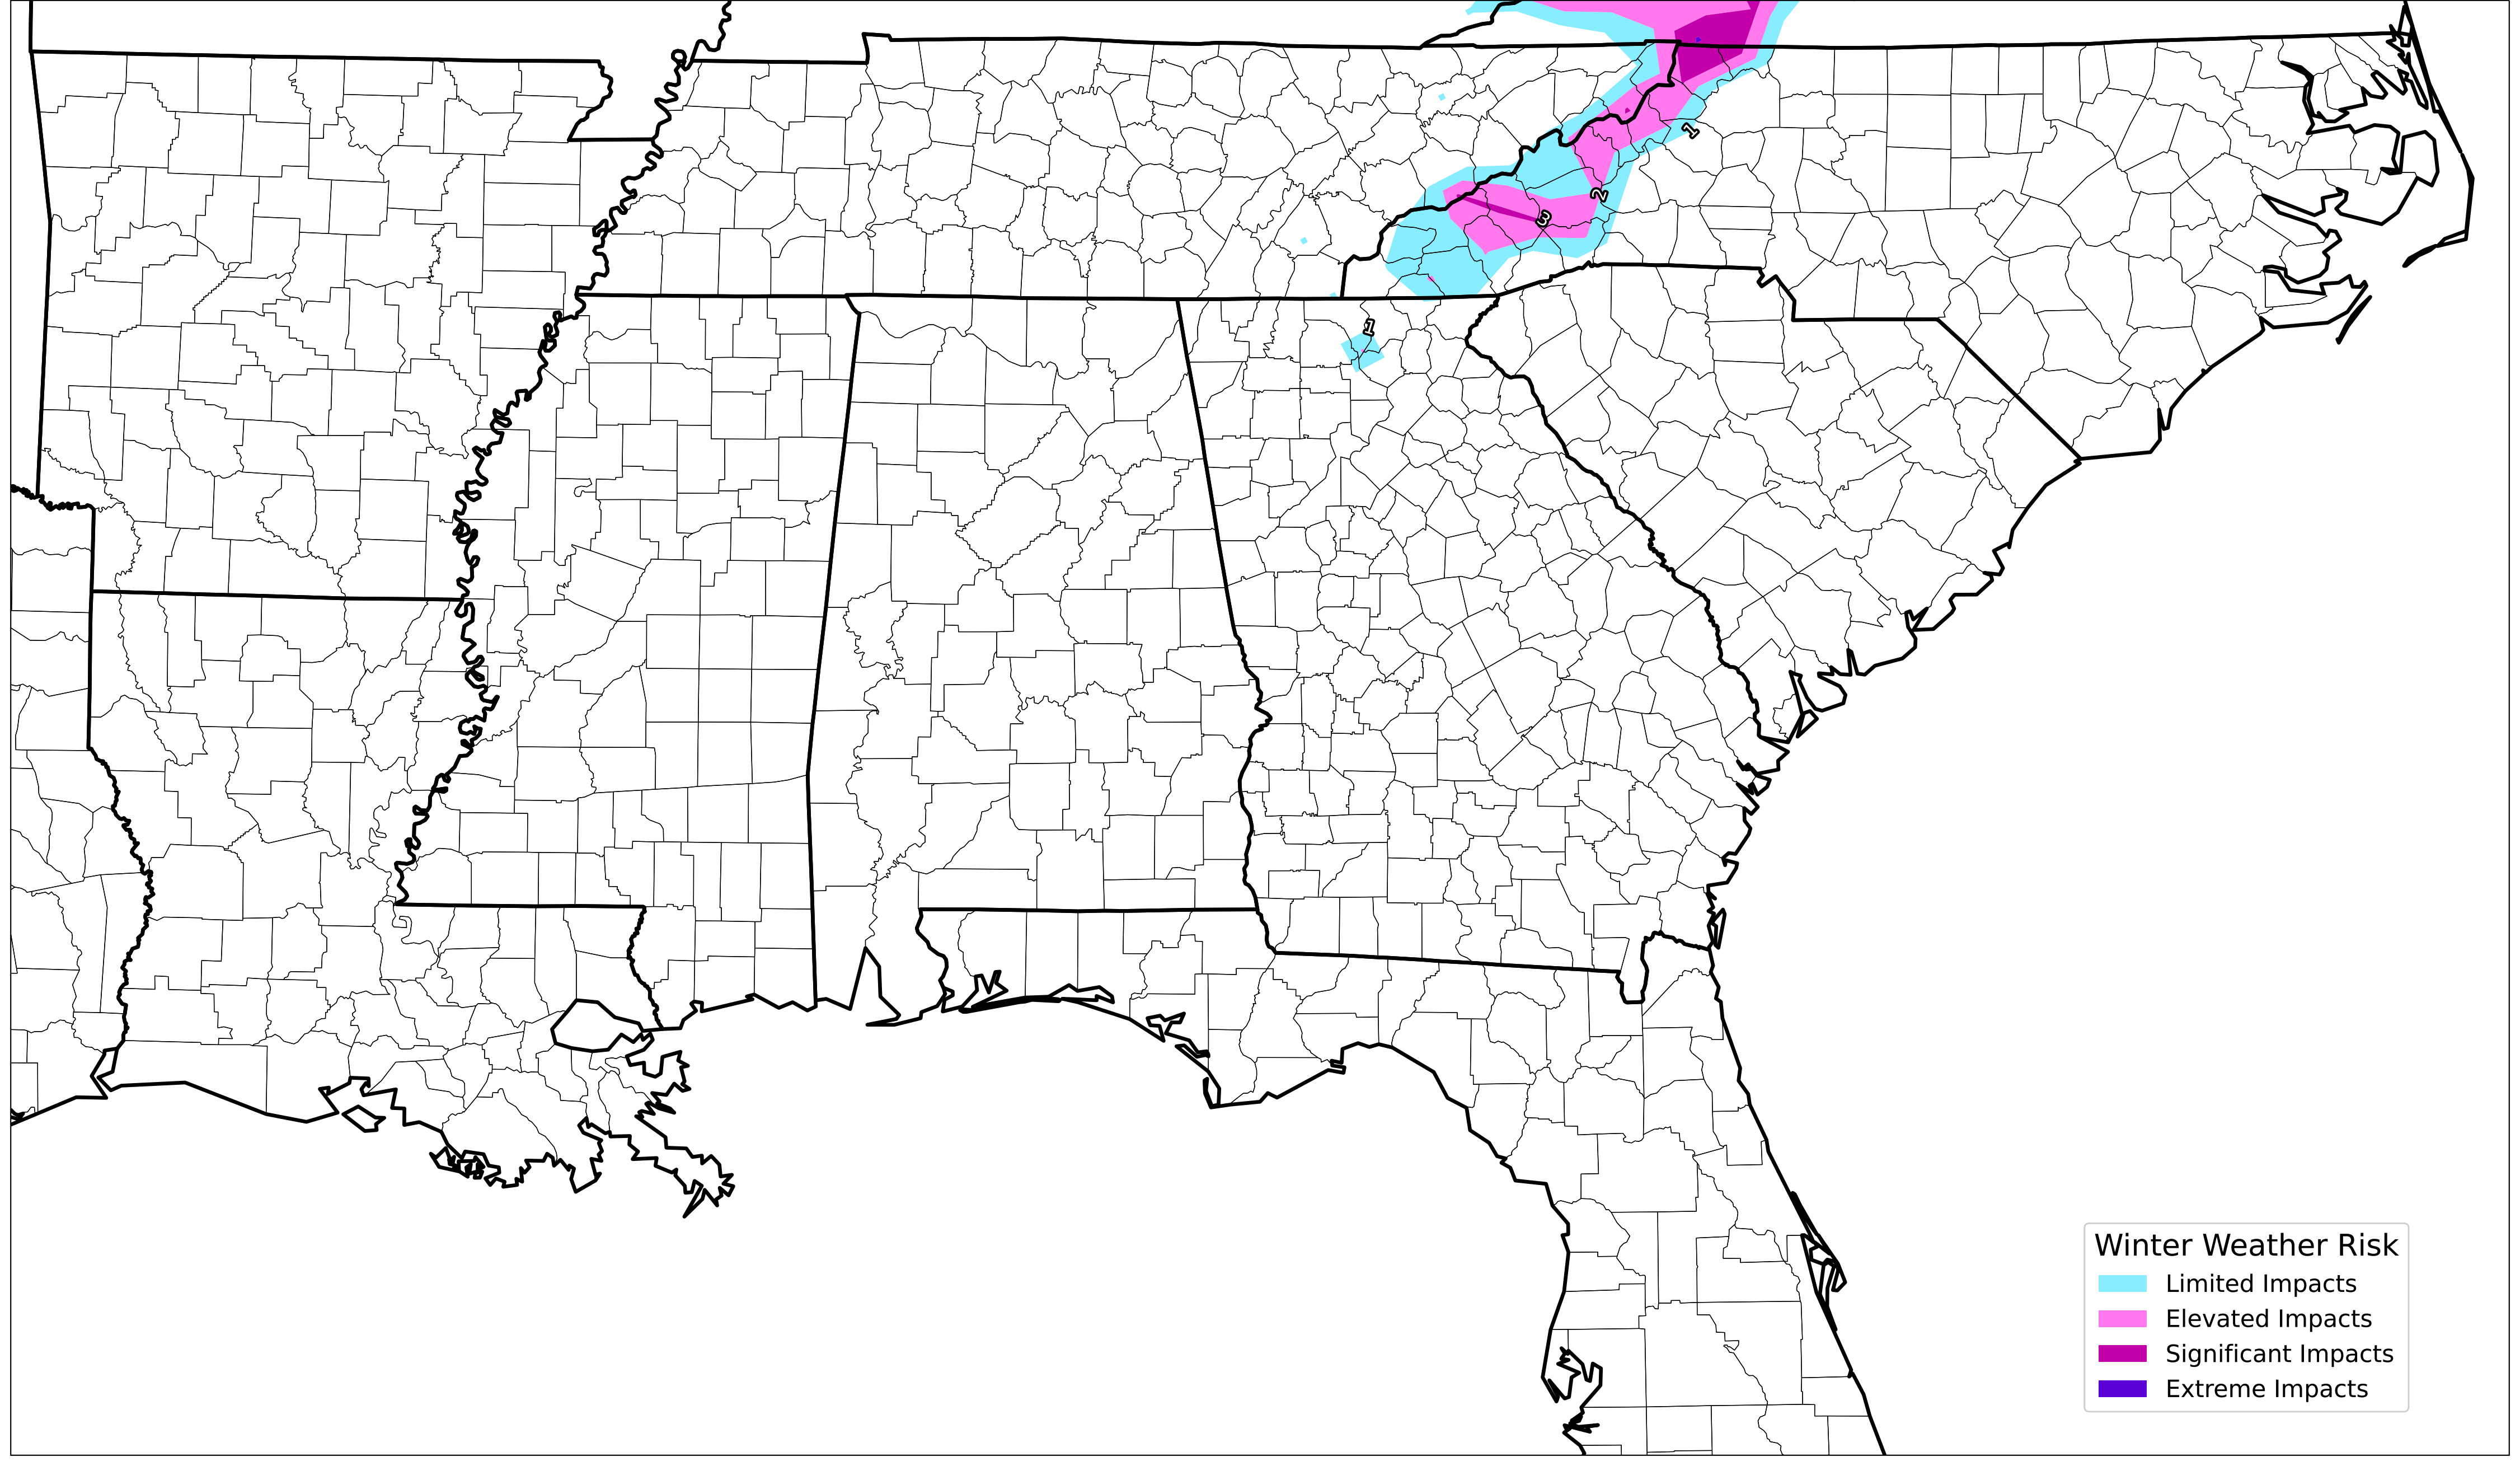 1
2
3
1
Winter Weather Risk
Limited Impacts
Elevated Impacts
Significant Impacts
Extreme Impacts